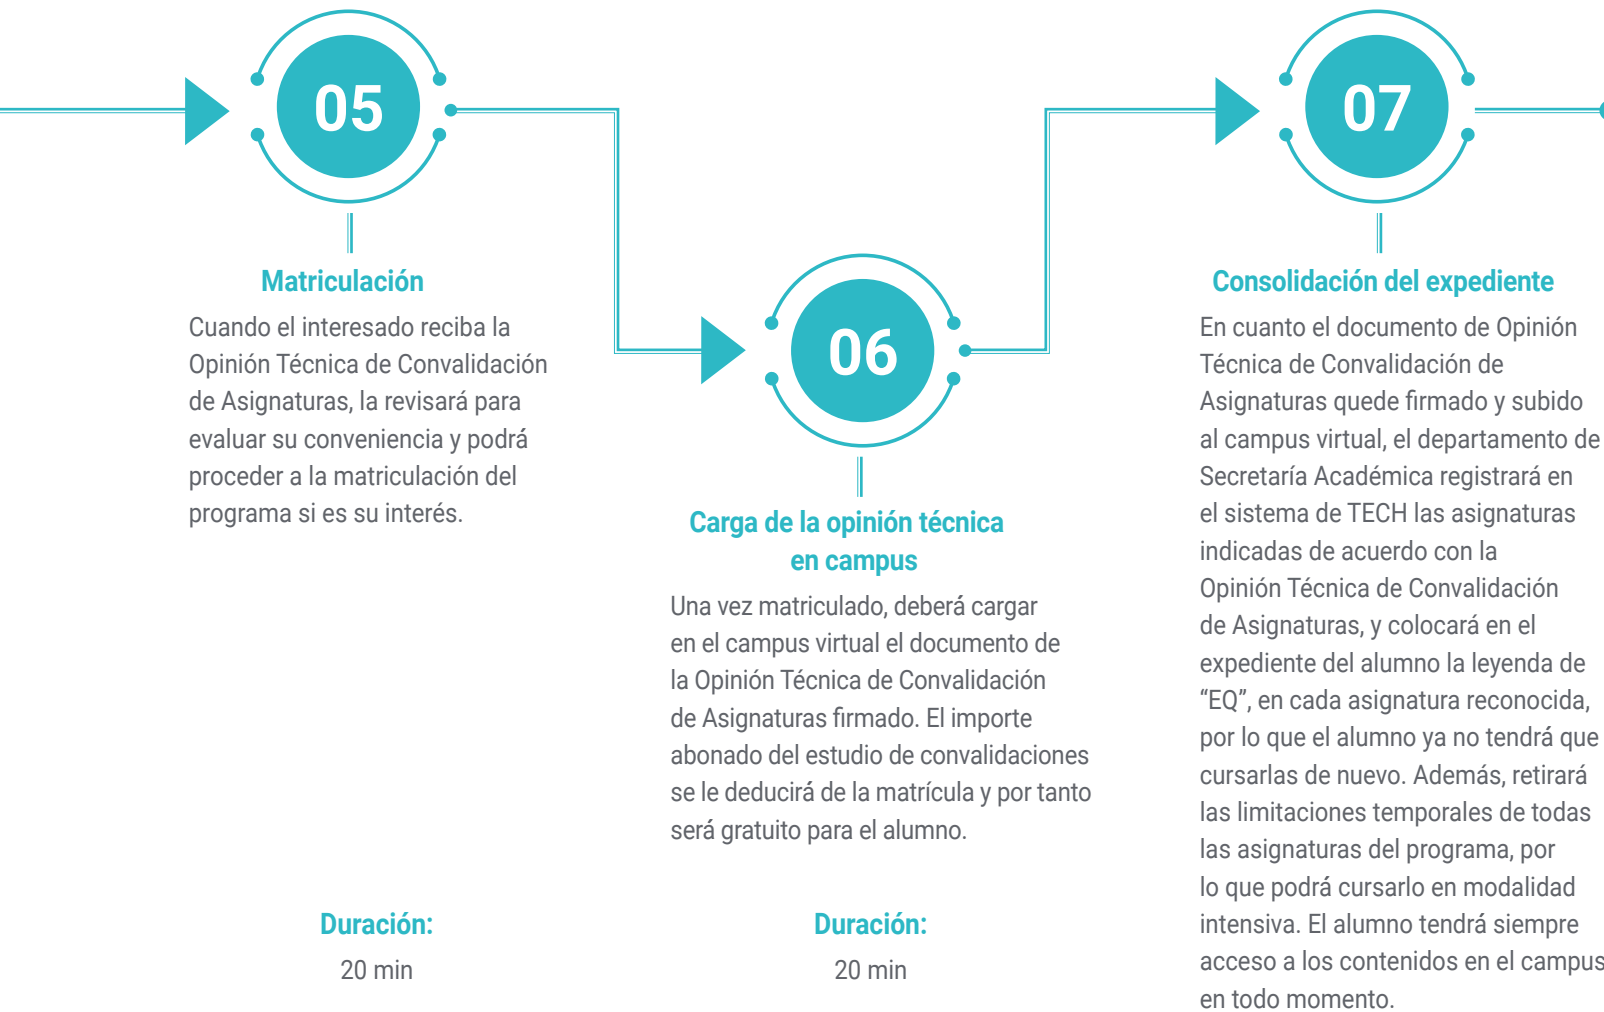 05
Matriculación
Cuando el interesado reciba la
Opinión Técnica de Convalidación
de Asignaturas, la revisará para
evaluar su conveniencia y podrá
proceder a la matriculación del
programa si es su interés.
Duración:
20 min
06
Carga de la opinión técnica
en campus
Una vez matriculado, deberá cargar
en el campus virtual el documento de
la Opinión Técnica de Convalidación
de Asignaturas firmado. El importe
abonado del estudio de convalidaciones
se le deducirá de la matrícula y por tanto
será gratuito para el alumno.
Duración:
20 min
07
Consolidación del expediente
En cuanto el documento de Opinión
Técnica de Convalidación de
Asignaturas quede firmado y subido
al campus virtual, el departamento de
Secretaría Académica registrará en
el sistema de TECH las asignaturas
indicadas de acuerdo con la
Opinión Técnica de Convalidación
de Asignaturas, y colocará en el
expediente del alumno la leyenda de
“EQ”, en cada asignatura reconocida,
por lo que el alumno ya no tendrá que
cursarlas de nuevo. Además, retirará
las limitaciones temporales de todas
las asignaturas del programa, por
lo que podrá cursarlo en modalidad
intensiva. El alumno tendrá siempre
acceso a los contenidos en el campus
en todo momento.